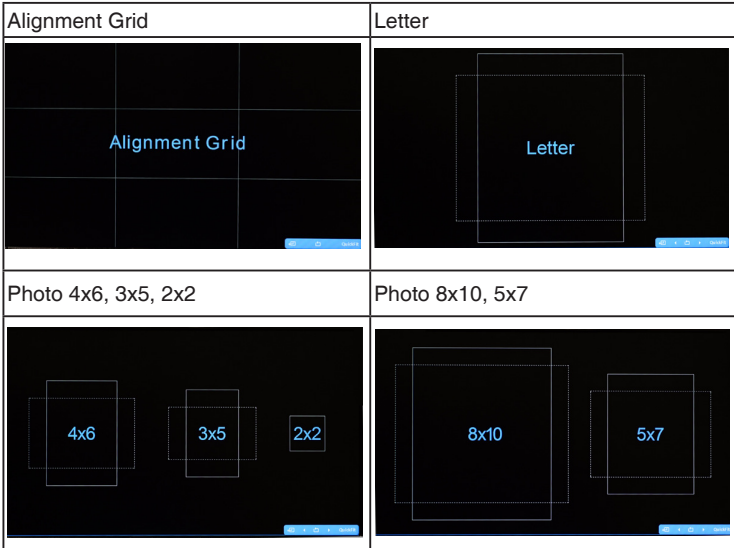 Alignment Grid
Letter
Alignment Grid
Letter
Photo 4x6, 3x5, 2x2
Photo 8x10, 5x7
4x6
3x5
2x2
8x10
5x7